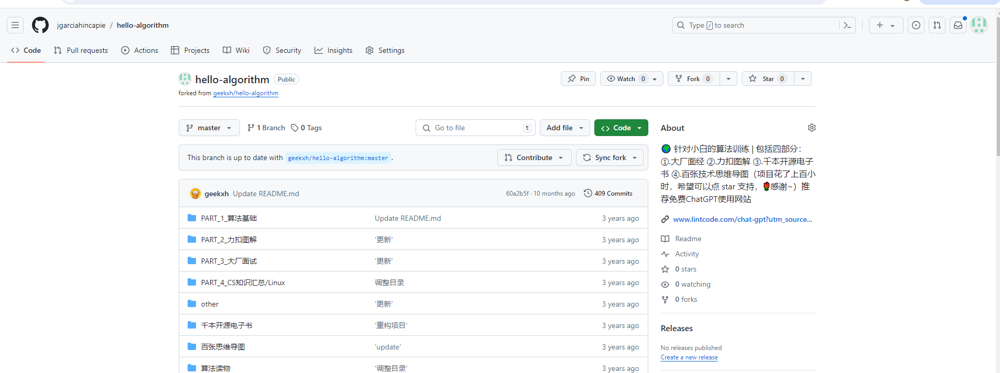 jgarciahincapie / hello-algorithm
Type / to search
Code
Pull requests
Actions
Projects
Wiki
Security
Insights
Settings
hello-algorithm Public
Pin
Watch 0
Fork 0
Star 0
forked from geekxh/hello-algorithm
master
1 Branch
0 Tags
Go to file t
Add file
Code
This branch is up to date with geekxh/hello-algorithm:master .
Contribute
Sync fork
geekxh Update README.md
60a2b5f · 10 months ago
409 Commits
PART_1_算法基础 Update README.md 3 years ago
PART_2_力扣图解 '更新' 3 years ago
PART_3_大厂面试 '更新' 3 years ago
PART_4_CS知识汇总/Linux 调整目录 3 years ago
other '更新' 3 years ago
千本开源电子书 '重构项目' 3 years ago
百张思维导图 'update' 3 years ago
算法读物 '调整目录' 3 years ago
About
🌍 针对小白的算法训练 | 包括四部分：
①.大厂面经 ②.力扣图解 ③.千本开源电子
书 ④.百张技术思维导图（项目花了上百小
时，希望可以点 star 支持，🌹感谢~）推
荐免费ChatGPT使用网站
www.lintcode.com/chat-gpt?utm_source...
Readme
Activity
0 stars
0 watching
0 forks
Releases
No releases published
Create a new release